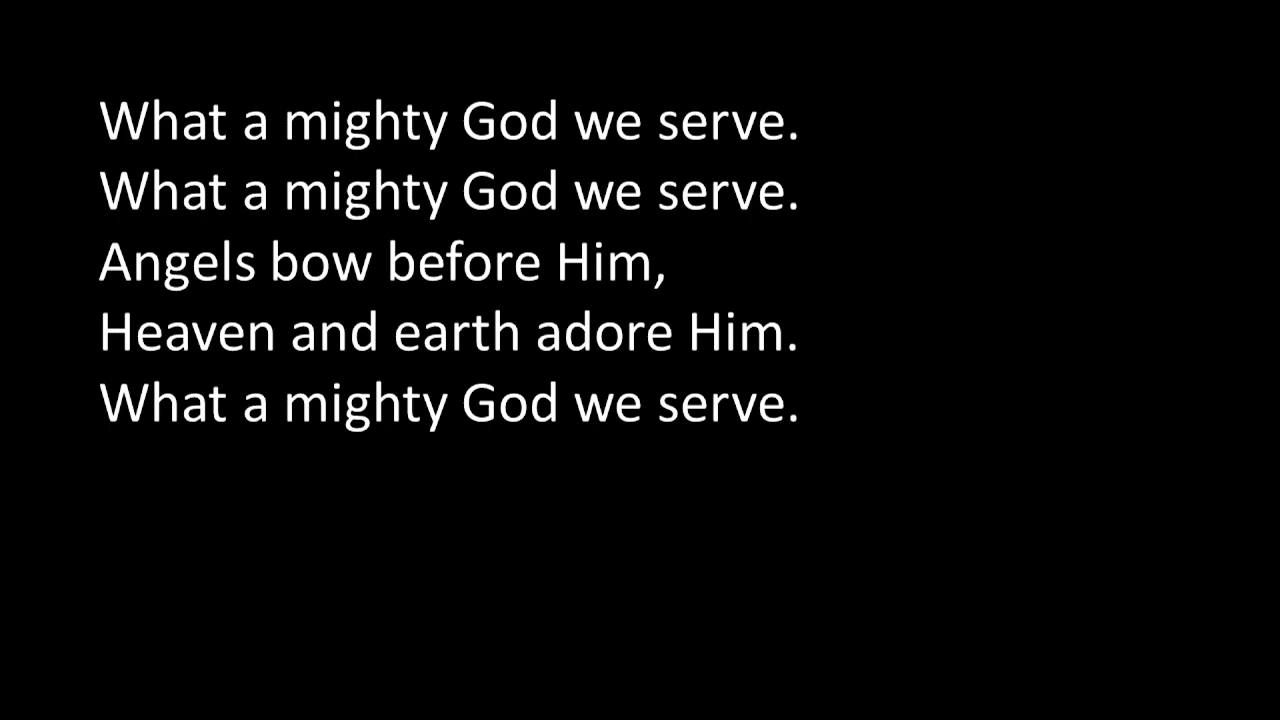 What a mighty God we serve.
What a mighty God we serve.
Angels bow before Him,
Heaven and earth adore Him.
What a mighty God we serve.